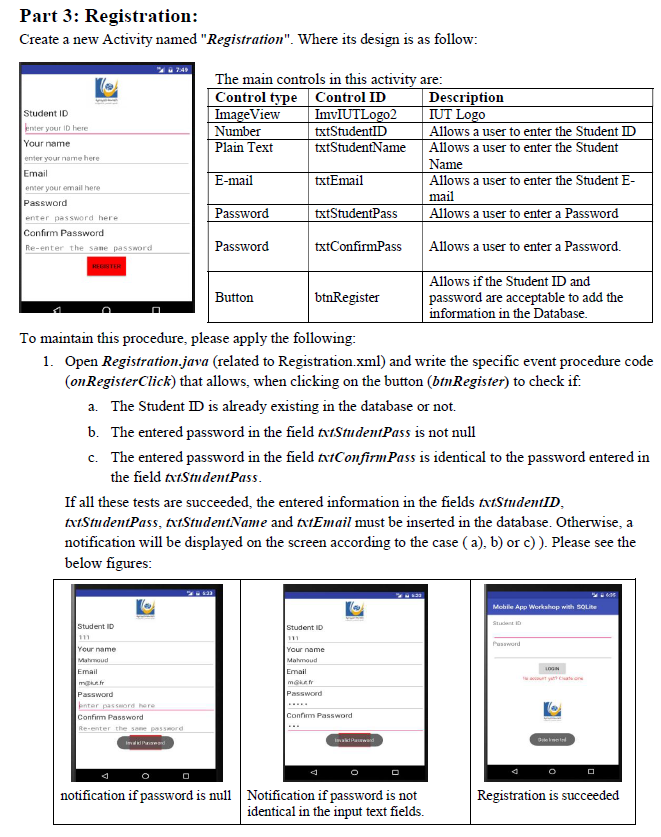 Part 3: Registration:
Create a new Activity named "Registration". Where its design is as follow:
7:49
Student ID
enter your ID here
Your name
enter your name here
Email
enter your email here
Password
enter password here
Confirm Password
Re-enter the same password
REGISTER
The main controls in this activity are:
Control type Control ID Description
ImageView ImvIUTLogo2 IUT Logo
Number txtStudentID Allows a user to enter the Student ID
Plain Text txtStudentName Allows a user to enter the Student
Name
E-mail txtEmail Allows a user to enter the Student E-
mail
Password txtStudentPass Allows a user to enter a Password
Password txtConfirmPass Allows a user to enter a Password.
Button btnRegister Allows if the Student ID and
password are acceptable to add the
information in the Database.
To maintain this procedure, please apply the following:
1. Open Registration.java (related to Registration.xml) and write the specific event procedure code
(onRegisterClick) that allows, when clicking on the button (btnRegister) to check if:
a. The Student ID is already existing in the database or not.
b. The entered password in the field txtStudentPass is not null
c. The entered password in the field txtConfirmPass is identical to the password entered in
the field txtStudentPass.
If all these tests are succeeded, the entered information in the fields txtStudentID,
txtStudentPass, txtStudentName and txtEmail must be inserted in the database. Otherwise, a
notification will be displayed on the screen according to the case ( a), b) or c) ). Please see the
below figures:
6:33
Student ID
111
Your name
Mahmoud
Email
m@iut.fr
Password
enter password here
Confirm Password
Re-enter the same password
Invalid Password
Student ID
111
Your name
Mahmoud
Email
m@iut.fr
Password
•••••
Confirm Password
•••
Invalid Password
6:35
Mobile App Workshop with SQLite
Student ID
Password
LOGIN
No account yet? Create one
Data Inserted
notification if password is null
Notification if password is not
identical in the input text fields.
Registration is succeeded